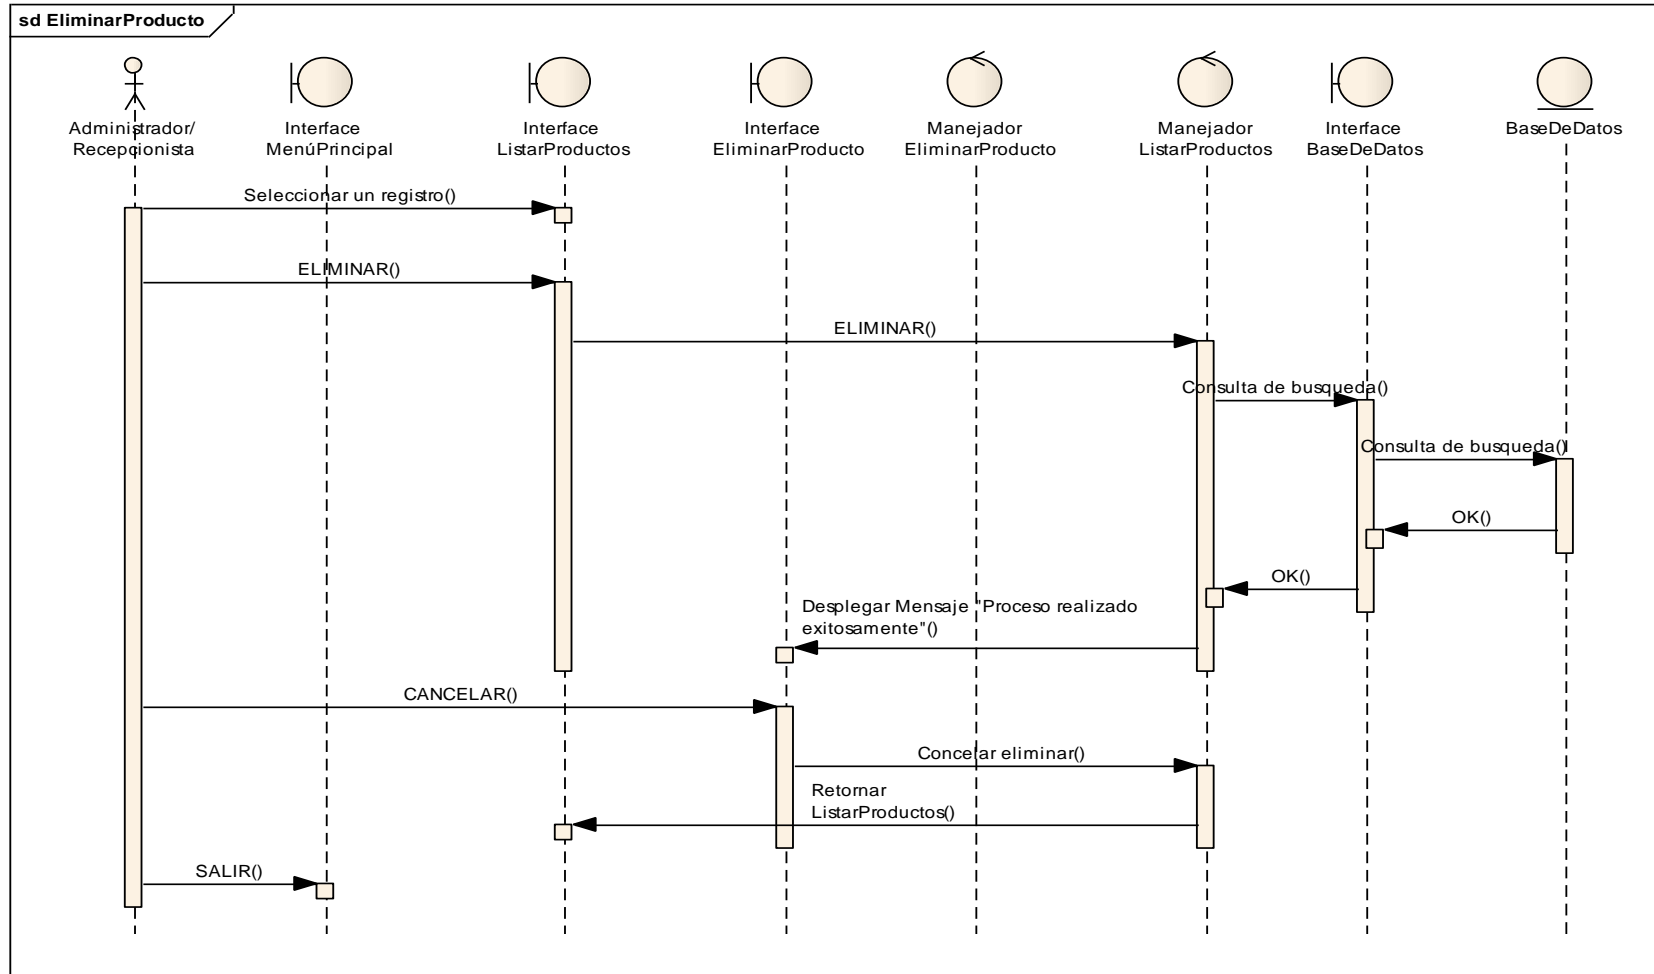 sd EliminarProducto
Administrador/
Recepcionista
Interface
MenúPrincipal
Interface
ListarProductos
Interface
EliminarProducto
Manejador
EliminarProducto
Manejador
ListarProductos
Interface
BaseDeDatos
BaseDeDatos
Seleccionar un registro()
ELIMINAR()
ELIMINAR()
Consulta de busqueda()
Consulta de busqueda()
OK()
OK()
Desplegar Mensaje "Proceso realizado
exitosamente"()
CANCELAR()
Concelar eliminar()
Retornar
ListarProductos()
SALIR()